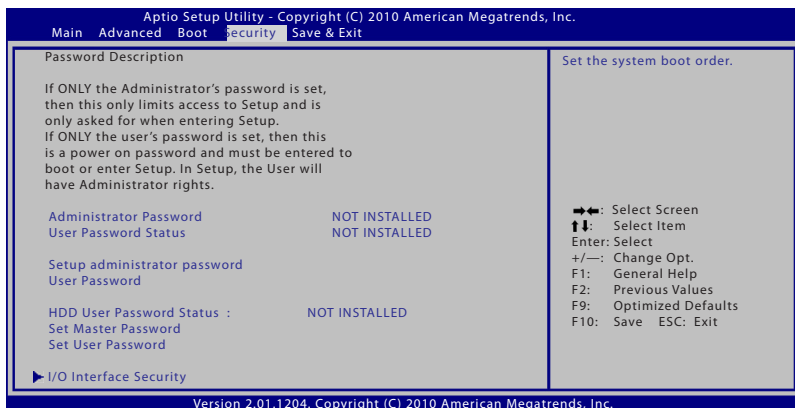 Aptio Setup Utility - Copyright (C) 2010 American Megatrends, Inc.
Main Advanced Boot Security Save & Exit
Password Description
If ONLY the Administrator’s password is set,
then this only limits access to Setup and is
only asked for when entering Setup.
If ONLY the user’s password is set, then this
is a power on password and must be entered to
boot or enter Setup. In Setup, the User will
have Administrator rights.
Administrator Password NOT INSTALLED
User Password Status NOT INSTALLED
Setup administrator password
User Password
HDD User Password Status : NOT INSTALLED
Set Master Password
Set User Password
I/O Interface Security
Set the system boot order.
→←: Select Screen
↑↓: Select Item
Enter: Select
+/—: Change Opt.
F1: General Help
F2: Previous Values
F9: Optimized Defaults
F10: Save ESC: Exit
Version 2.01.1204. Copyright (C) 2010 American Megatrends, Inc.